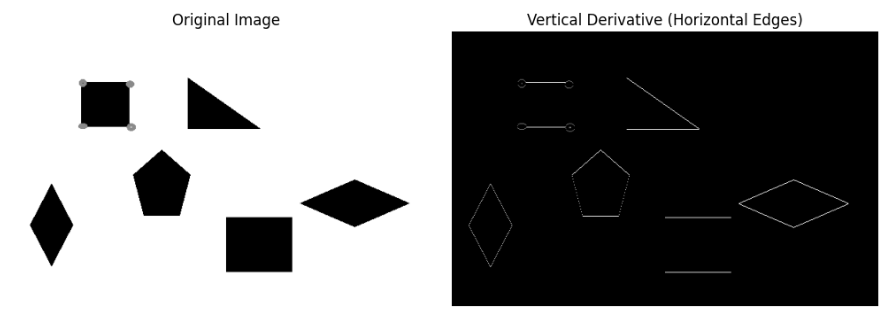 Original Image
Vertical Derivative (Horizontal Edges)